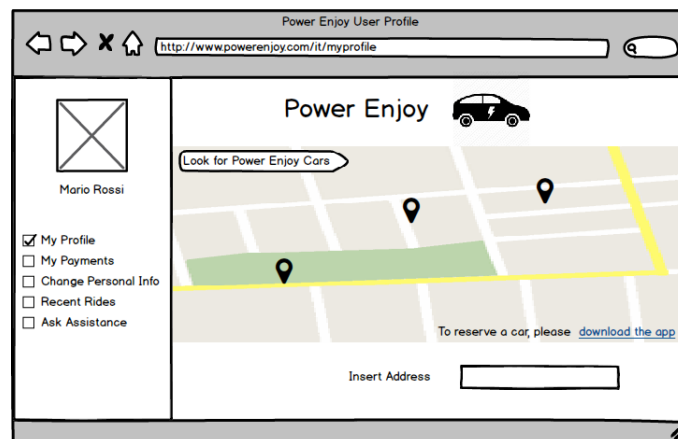 Power Enjoy User Profile
http://www.powerenjoy.com/it/myprofile
Power Enjoy
Look for Power Enjoy Cars
Mario Rossi
My Profile
My Payments
Change Personal Info
Recent Rides
Ask Assistance
To reserve a car, please download the app
Insert Address